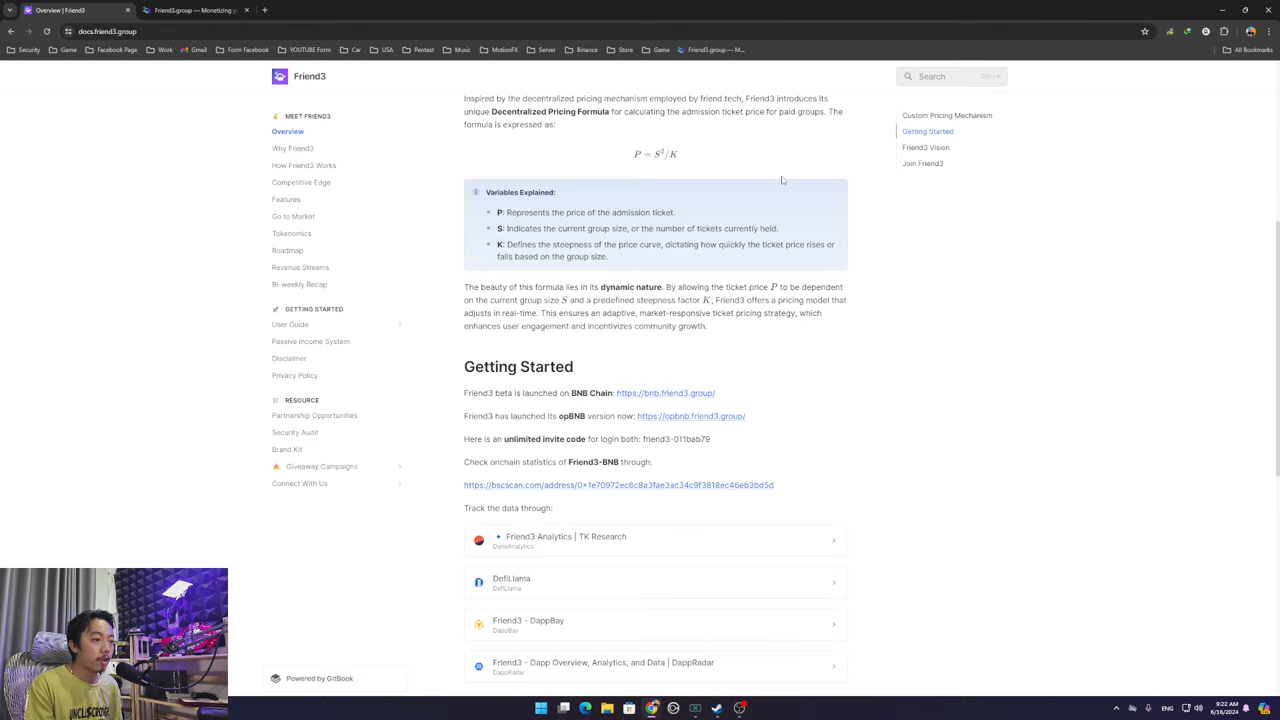 Overview | Friend3
Friend3.group — Monetizing
docs.friend3.group
Security
Game
Facebook Page
Work
Gmail
Form Facebook
YOUTUBE Form
Car
USA
Pentest
Music
MotionFX
Server
Binance
Store
Game
Friend3.group — M...
All Bookmarks
Friend3
Search
Ctrl + K
MEET FRIEND3
Overview
Why Friend3
How Friend3 Works
Competitive Edge
Features
Go to Market
Tokenomics
Roadmap
Revenue Streams
Bi-weekly Recap
GETTING STARTED
User Guide
Passive Income System
Disclaimer
Privacy Policy
RESOURCE
Partnership Opportunities
Security Audit
Brand Kit
Giveaway Campaigns
Connect With Us
Powered by GitBook
Inspired by the decentralized pricing mechanism employed by friend.tech, Friend3 introduces its
unique Decentralized Pricing Formula for calculating the admission ticket price for paid groups. The
formula is expressed as:
P = S²/K
Variables Explained:
• P: Represents the price of the admission ticket.
• S: Indicates the current group size, or the number of tickets currently held.
• K: Defines the steepness of the price curve, dictating how quickly the ticket price rises or
falls based on the group size.
The beauty of this formula lies in its dynamic nature. By allowing the ticket price P to be dependent
on the current group size S and a predefined steepness factor K, Friend3 offers a pricing model that
adjusts in real-time. This ensures an adaptive, market-responsive ticket pricing strategy, which
enhances user engagement and incentivizes community growth.
Getting Started
Friend3 beta is launched on BNB Chain: https://bnb.friend3.group/
Friend3 has launched its opBNB version now: https://opbnb.friend3.group/
Here is an unlimited invite code for login both: friend3-011bab79
Check onchain statistics of Friend3-BNB through:
https://bscscan.com/address/0x1e70972ec6c8a3fae3ac34c9f3818ec46eb3bd5d
Track the data through:
Friend3 Analytics | TK Research
DuneAnalytics
DefiLlama
DefiLlama
Friend3 - DappBay
DappBay
Friend3 - Dapp Overview, Analytics, and Data | DappRadar
DappRadar
Custom Pricing Mechanism
Getting Started
Friend3 Vision
Join Friend3
ENG
9:22 AM
6/16/2024